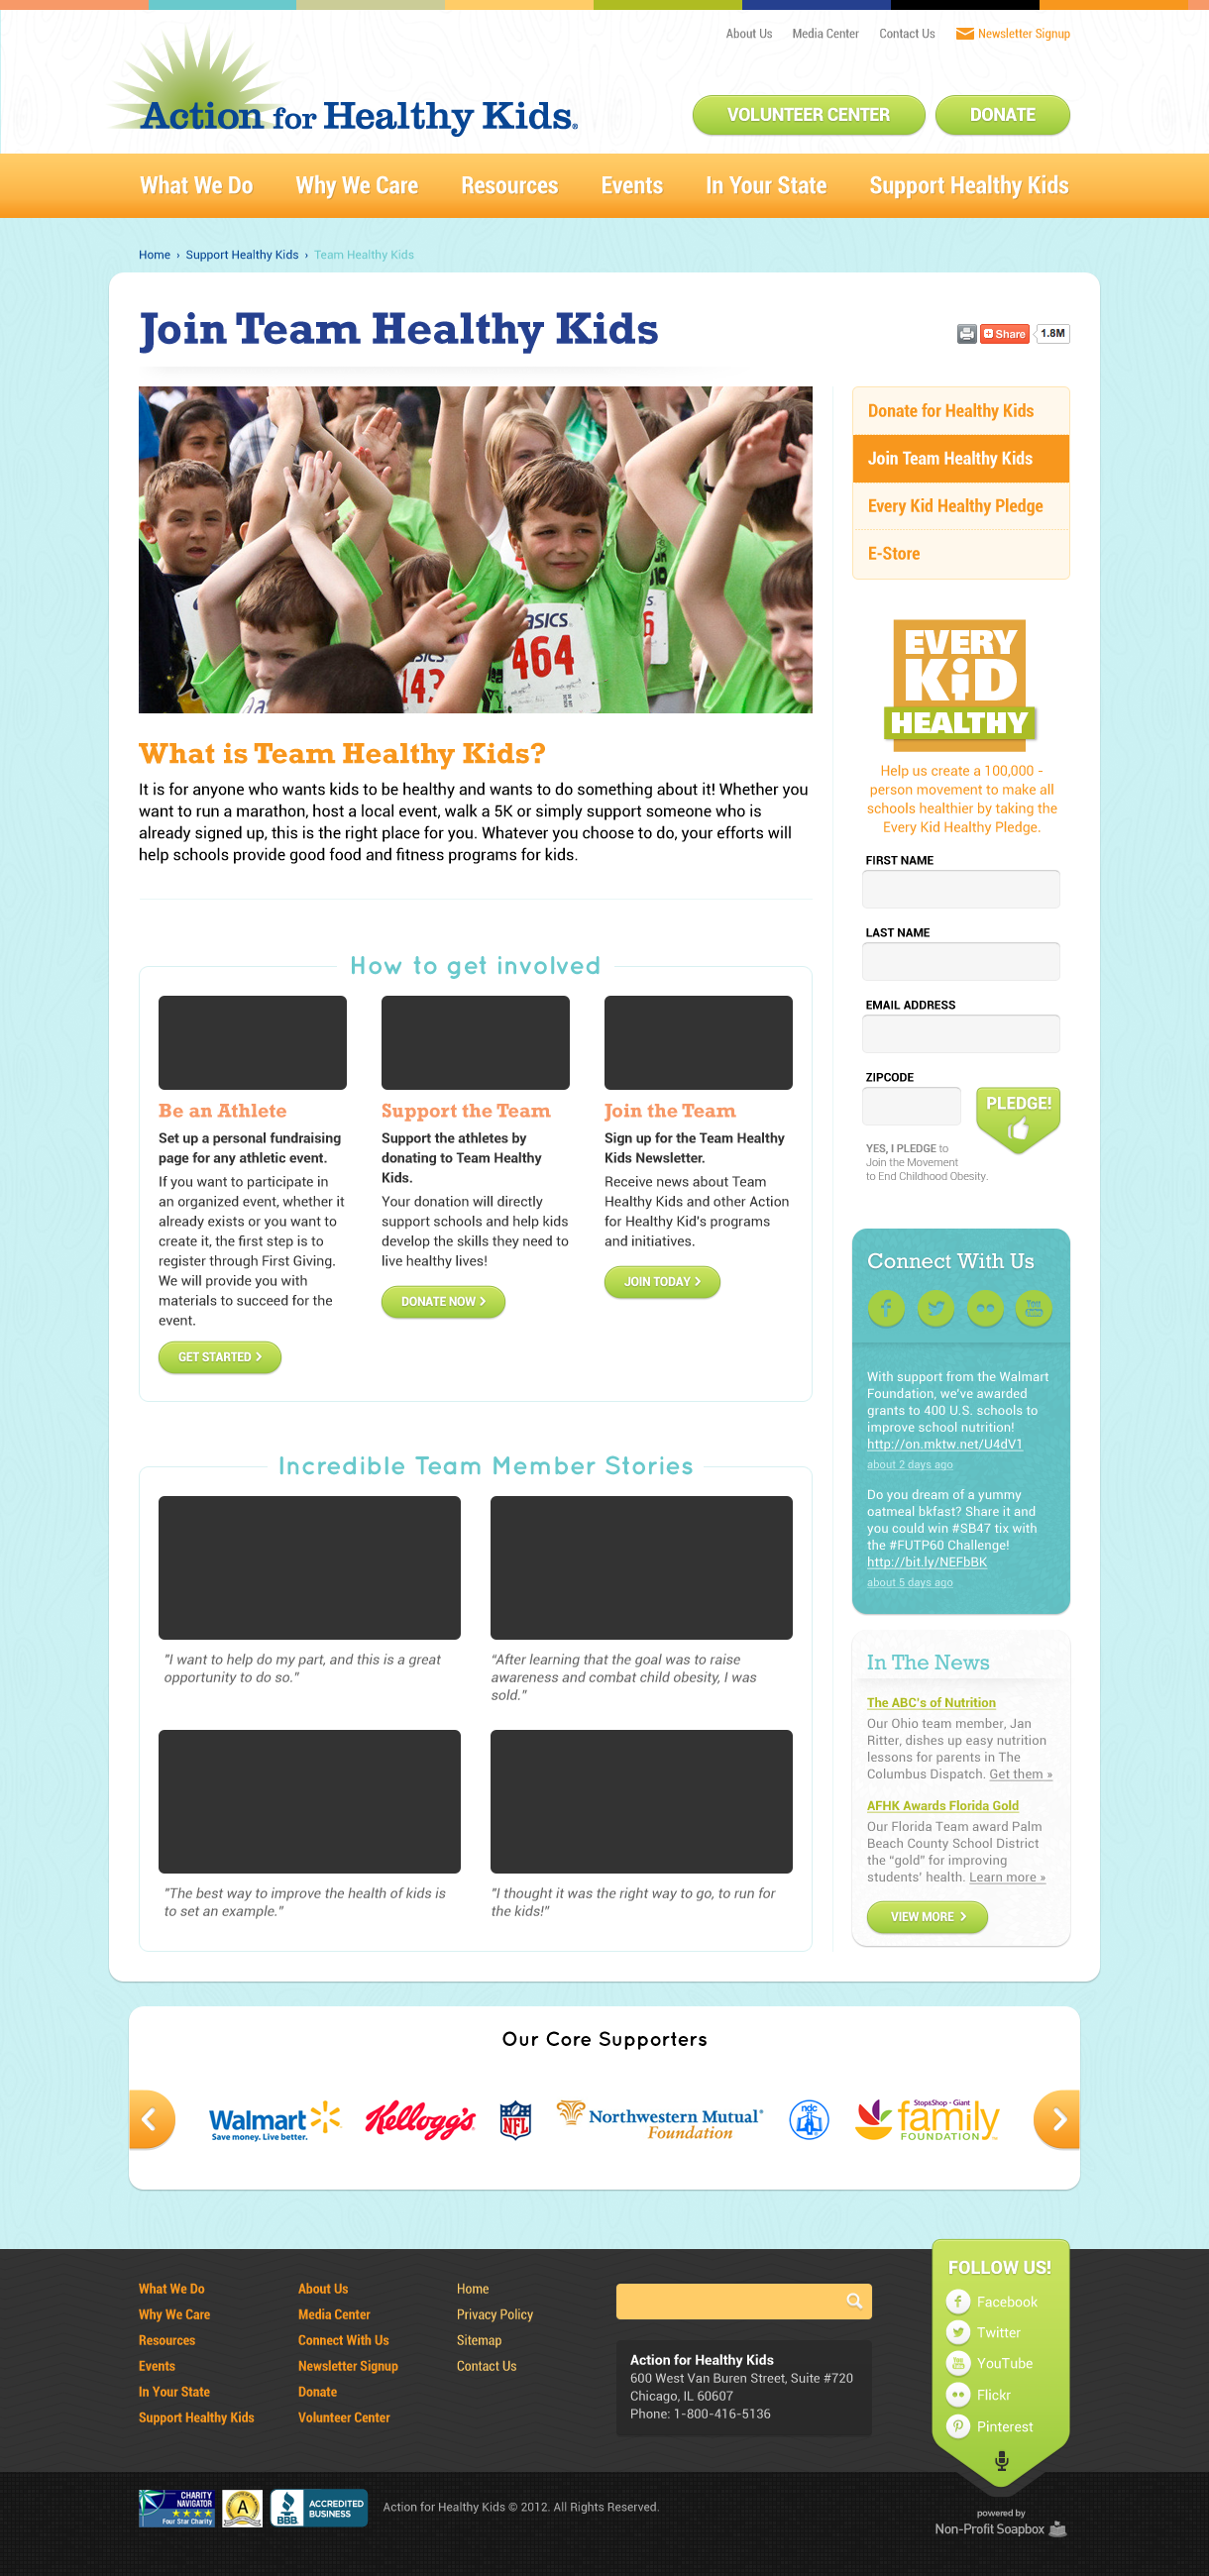 About Us Media Center Contact Us Newsletter Signup
Action for Healthy Kids®
VOLUNTEER CENTER DONATE
What We Do Why We Care Resources Events In Your State Support Healthy Kids
Home › Support Healthy Kids › Team Healthy Kids
Join Team Healthy Kids
Share 1.8M
ASICS
464
ASICS
143
6
What is Team Healthy Kids?
It is for anyone who wants kids to be healthy and wants to do something about it! Whether you
want to run a marathon, host a local event, walk a 5K or simply support someone who is
already signed up, this is the right place for you. Whatever you choose to do, your efforts will
help schools provide good food and fitness programs for kids.
How to get involved
Be an Athlete
Set up a personal fundraising
page for any athletic event.
If you want to participate in
an organized event, whether it
already exists or you want to
create it, the first step is to
register through First Giving.
We will provide you with
materials to succeed for the
event.
GET STARTED ›
Support the Team
Support the athletes by
donating to Team Healthy
Kids.
Your donation will directly
support schools and help kids
develop the skills they need to
live healthy lives!
DONATE NOW ›
Join the Team
Sign up for the Team Healthy
Kids Newsletter.
Receive news about Team
Healthy Kids and other Action
for Healthy Kid's programs
and initiatives.
JOIN TODAY ›
Incredible Team Member Stories
"I want to help do my part, and this is a great
opportunity to do so."
“After learning that the goal was to raise
awareness and combat child obesity, I was
sold.”
"The best way to improve the health of kids is
to set an example."
"I thought it was the right way to go, to run for
the kids!"
Donate for Healthy Kids
Join Team Healthy Kids
Every Kid Healthy Pledge
E-Store
EVERY
KiD
HEALTHY
Help us create a 100,000 -
person movement to make all
schools healthier by taking the
Every Kid Healthy Pledge.
FIRST NAME
LAST NAME
EMAIL ADDRESS
ZIPCODE
PLEDGE!
YES, I PLEDGE to
Join the Movement
to End Childhood Obesity.
Connect With Us
You Tube
With support from the Walmart
Foundation, we've awarded
grants to 400 U.S. schools to
improve school nutrition!
http://on.mktw.net/U4dV1
about 2 days ago
Do you dream of a yummy
oatmeal bkfast? Share it and
you could win #SB47 tix with
the #FUTP60 Challenge!
http://bit.ly/NEFbBK
about 5 days ago
In The News
The ABC's of Nutrition
Our Ohio team member, Jan
Ritter, dishes up easy nutrition
lessons for parents in The
Columbus Dispatch. Get them »
AFHK Awards Florida Gold
Our Florida Team award Palm
Beach County School District
the “gold” for improving
students' health. Learn more »
VIEW MORE ›
Our Core Supporters
Walmart
Save money. Live better.
Kellogg's
NFL
Northwestern Mutual®
Foundation
ndc
Stop&Shop - Giant
family
FOUNDATION
What We Do
Why We Care
Resources
Events
In Your State
Support Healthy Kids
About Us
Media Center
Connect With Us
Newsletter Signup
Donate
Volunteer Center
Home
Privacy Policy
Sitemap
Contact Us
Action for Healthy Kids
600 West Van Buren Street, Suite #720
Chicago, IL 60607
Phone: 1-800-416-5136
FOLLOW US!
Facebook
Twitter
YouTube
Flickr
Pinterest
CHARITY
NAVIGATOR
Four Star Charity
A
BBB
ACCREDITED
BUSINESS
Action for Healthy Kids © 2012. All Rights Reserved.
powered by
Non-Profit Soapbox